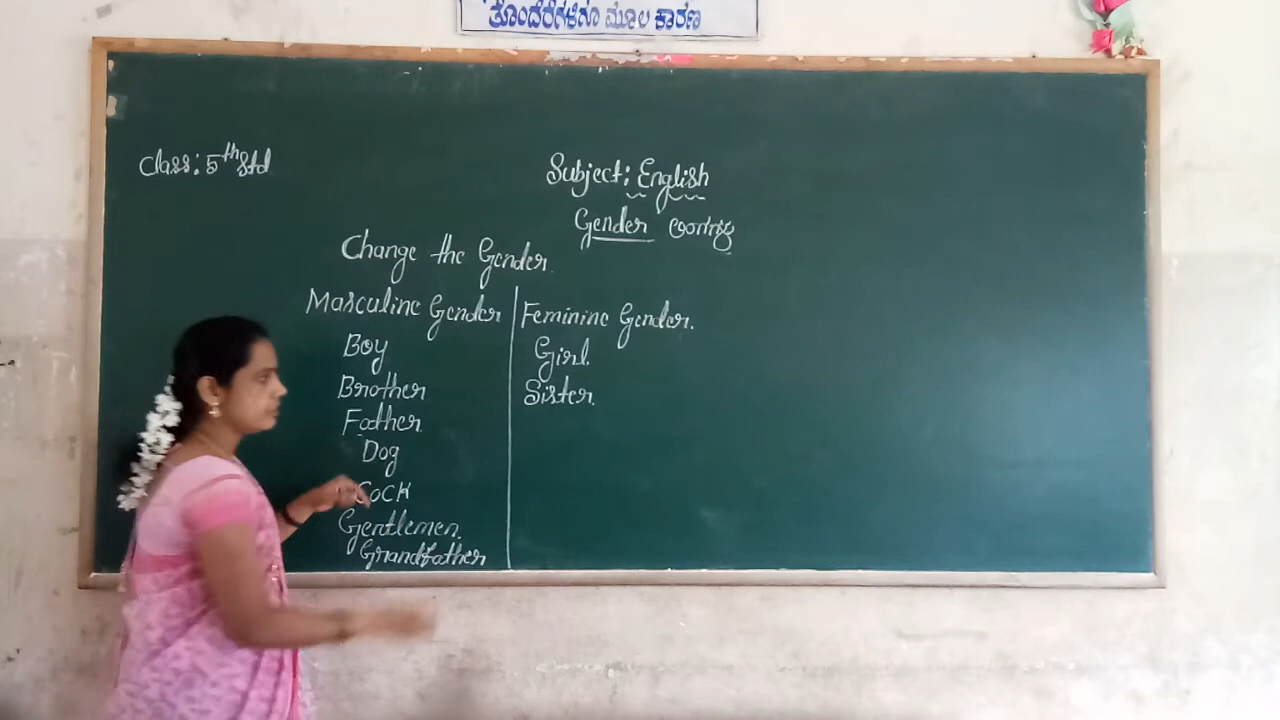 ತೊಂದರೆಗಳಿಗೂ ಮೂಲ ಕಾರಣ
Class: 5th Std
Subject: English
Gender ಲಿಂಗಗಳು
Change the Gender.
Masculine Gender | Feminine Gender.
Boy | Girl.
Brother | Sister.
Father.
Dog
Cock
Gentlemen.
Grandfather